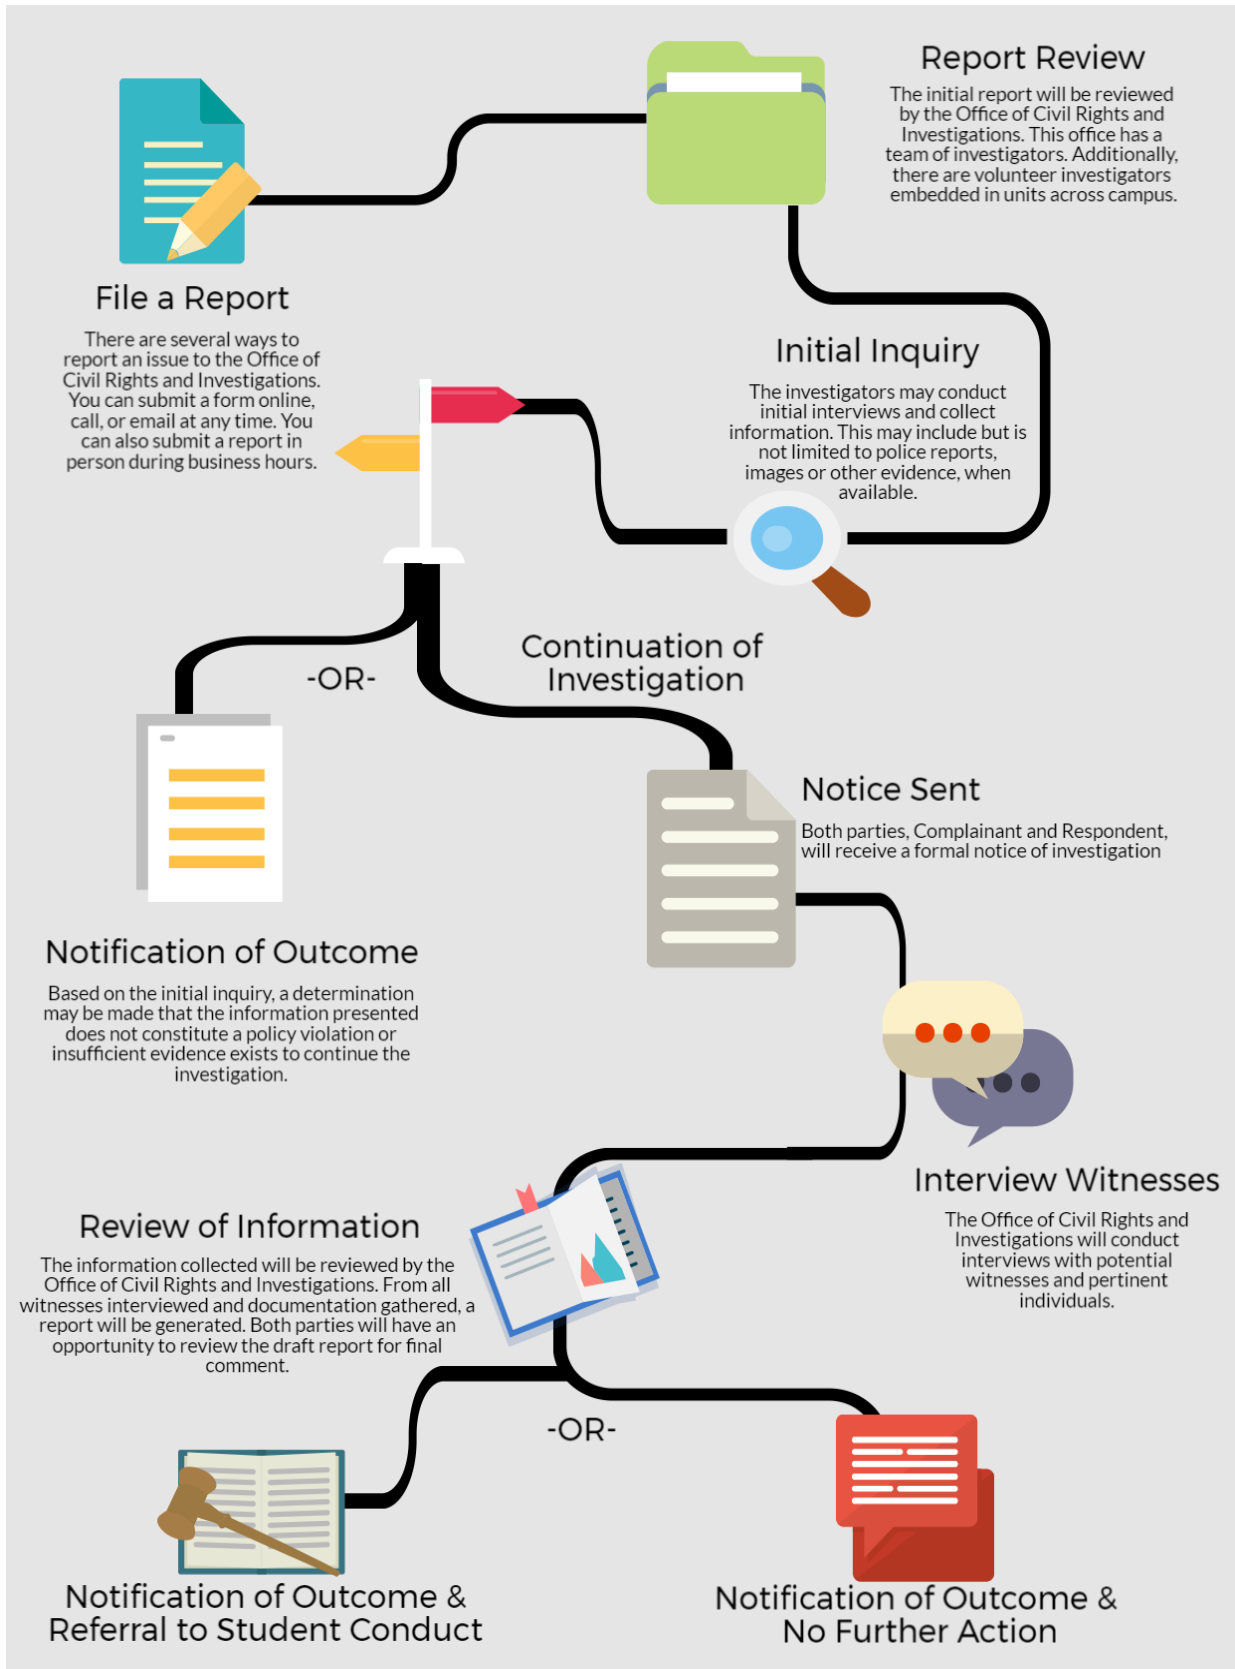 File a Report
There are several ways to
report an issue to the Office of
Civil Rights and Investigations.
You can submit a form online,
call, or email at any time. You
can also submit a report in
person during business hours.
Report Review
The initial report will be reviewed
by the Office of Civil Rights and
Investigations. This office has a
team of investigators. Additionally,
there are volunteer investigators
embedded in units across campus.
Initial Inquiry
The investigators may conduct
initial interviews and collect
information. This may include but is
not limited to police reports,
images or other evidence, when
available.
-OR-
Notification of Outcome
Based on the initial inquiry, a determination
may be made that the information presented
does not constitute a policy violation or
insufficient evidence exists to continue the
investigation.
Continuation of
Investigation
Notice Sent
Both parties, Complainant and Respondent,
will receive a formal notice of investigation
Interview Witnesses
The Office of Civil Rights and
Investigations will conduct
interviews with potential
witnesses and pertinent
individuals.
Review of Information
The information collected will be reviewed by the
Office of Civil Rights and Investigations. From all
witnesses interviewed and documentation gathered, a
report will be generated. Both parties will have an
opportunity to review the draft report for final
comment.
-OR-
Notification of Outcome &
Referral to Student Conduct
Notification of Outcome &
No Further Action